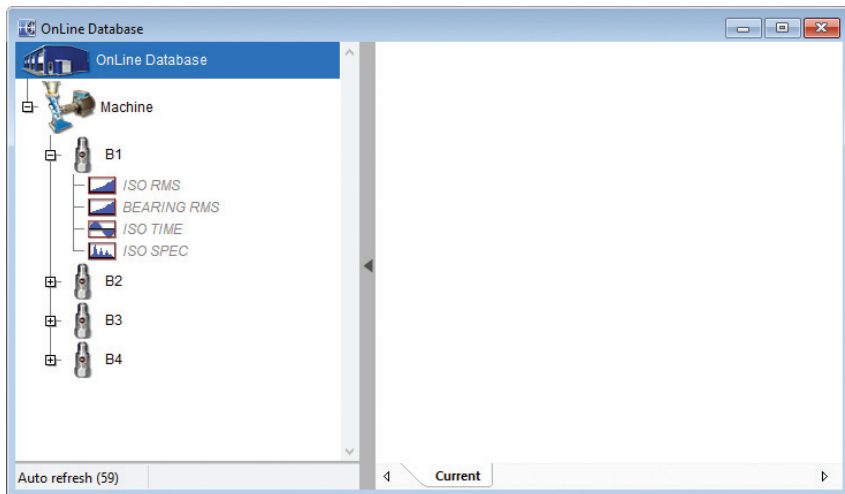 OnLine Database
OnLine Database
Machine
B1
ISO RMS
BEARING RMS
ISO TIME
ISO SPEC
B2
B3
B4
Auto refresh (59)
Current